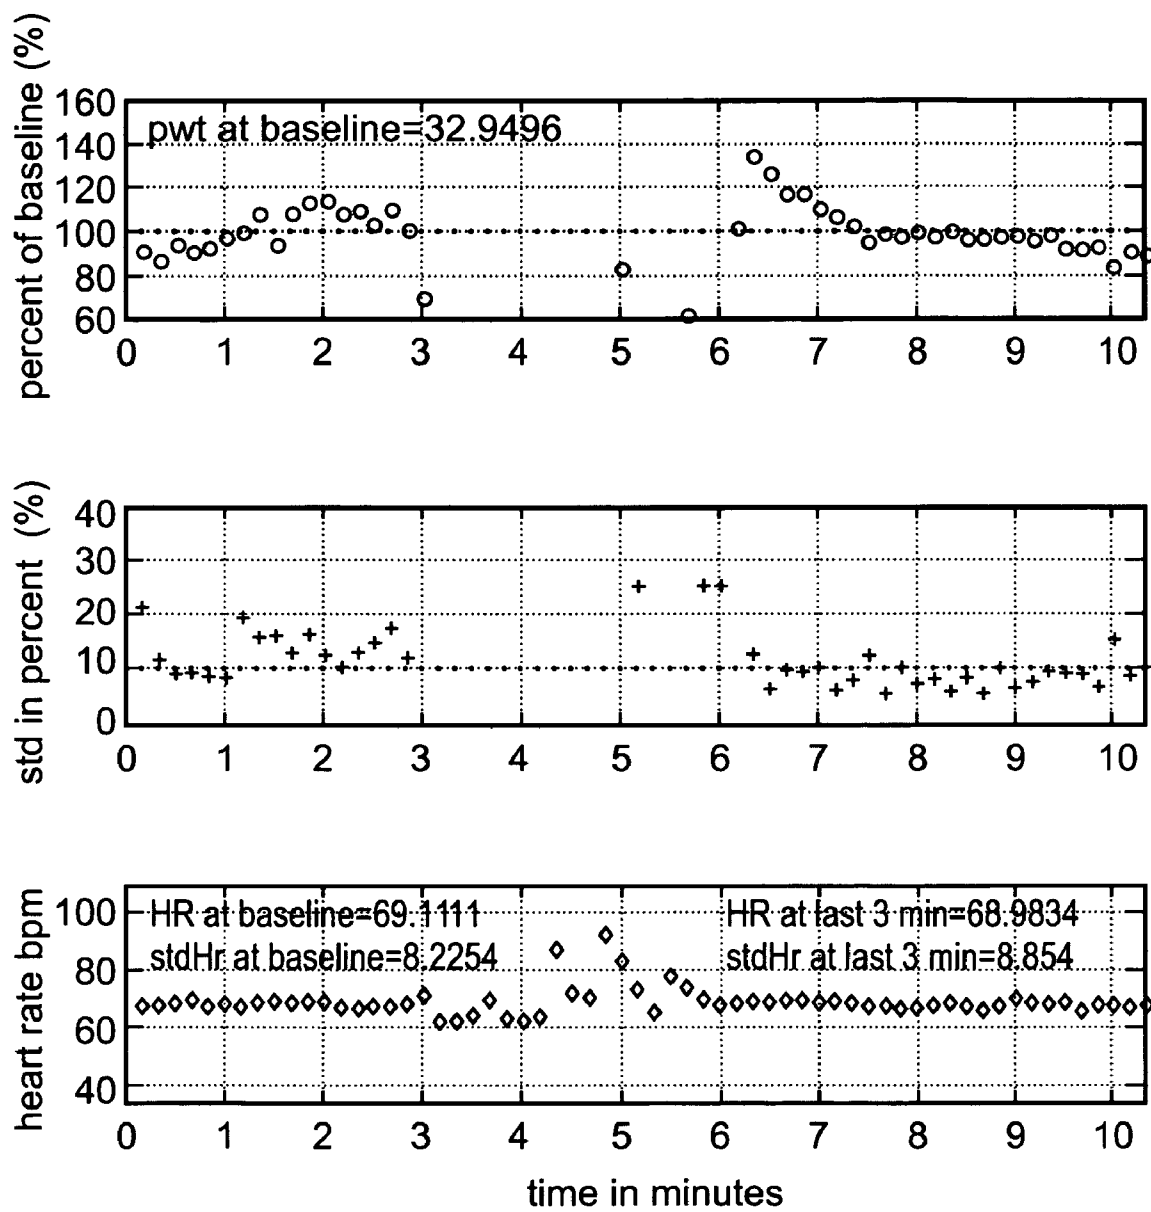 percent of baseline (%)
160
140
120
100
80
60
pwt at baseline=32.9496
0 1 2 3 4 5 6 7 8 9 10
std in percent (%)
40
30
20
10
0
0 1 2 3 4 5 6 7 8 9 10
heart rate bpm
100
80
60
40
HR at baseline=69.1111
stdHr at baseline=8.2254
HR at last 3 min=68.9834
stdHr at last 3 min=8.854
0 1 2 3 4 5 6 7 8 9 10
time in minutes